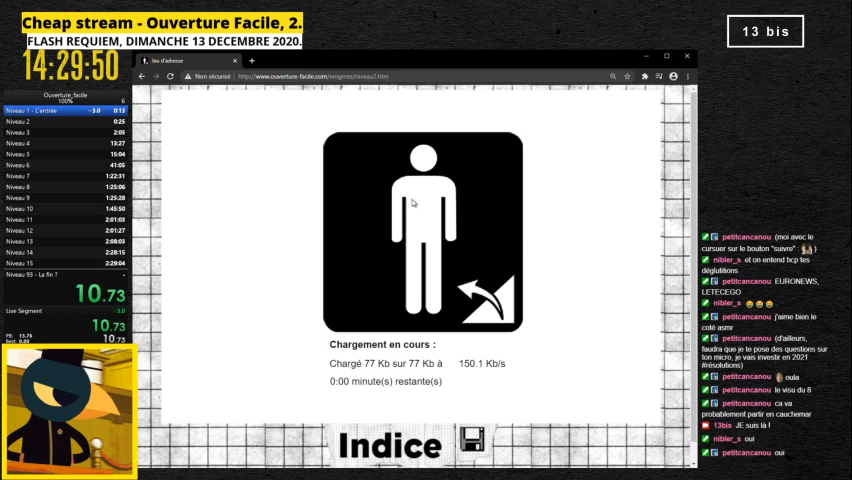 Cheap stream - Ouverture Facile, 2.
FLASH REQUIEM, DIMANCHE 13 DECEMBRE 2020.
14:29:50
13 bis
Jeu d'adresse
Non sécurisé | http://www.ouverture-facile.com/enigmes/niveau2.htm
Ouverture_facile
100% 6
Niveau 1 - L'entrée -3.0 0:13
Niveau 2 0:25
Niveau 3 2:05
Niveau 4 13:27
Niveau 5 15:04
Niveau 6 41:05
Niveau 7 1:22:31
Niveau 8 1:25:06
Niveau 9 1:25:28
Niveau 10 1:45:50
Niveau 11 2:01:03
Niveau 12 2:01:27
Niveau 13 2:08:03
Niveau 14 2:28:15
Niveau 15 2:29:04
Niveau 93 - La fin ? -
10.73
Live Segment -3.0
10.73
PB: 13.76
Best: 0.00 10.73
Chargement en cours :
Chargé 77 Kb sur 77 Kb à 150.1 Kb/s
0:00 minute(s) restante(s)
Indice
petitcancanou (moi avec le
cursuer sur le bouton "suivre" : )
nibler_s et on entend bcp tes
déglutitions
petitcancanou EURONEWS,
LETECEGO
nibler_s
petitcancanou j'aime bien le
coté asmr
petitcancanou (d'ailleurs,
faudra que je te pose des questions sur
ton micro, je vais investir en 2021
#résolutions)
petitcancanou oula
petitcancanou le visu du 8
petitcancanou ca va
probablement partir en cauchemar
13bis JE suis là !
nibler_s oui
petitcancanou oui